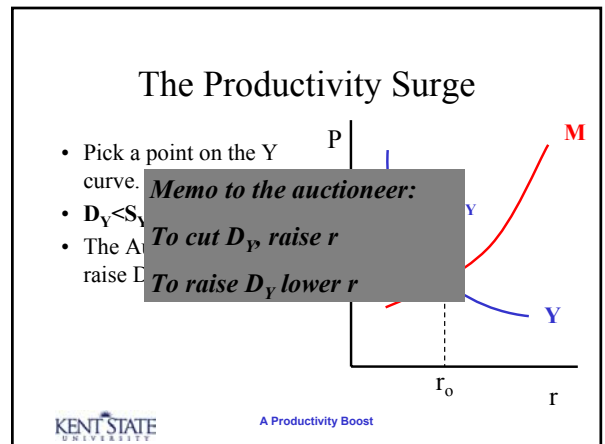 The Productivity Surge
• Pick a point on the Y
curve.
• D_Y<S_Y
• The
raise
Memo to the auctioneer:
To cut D_Y, raise r
To raise D_Y lower r
P
M
Y
Y
r_o
r
KENT STATE
UNIVERSITY
A Productivity Boost